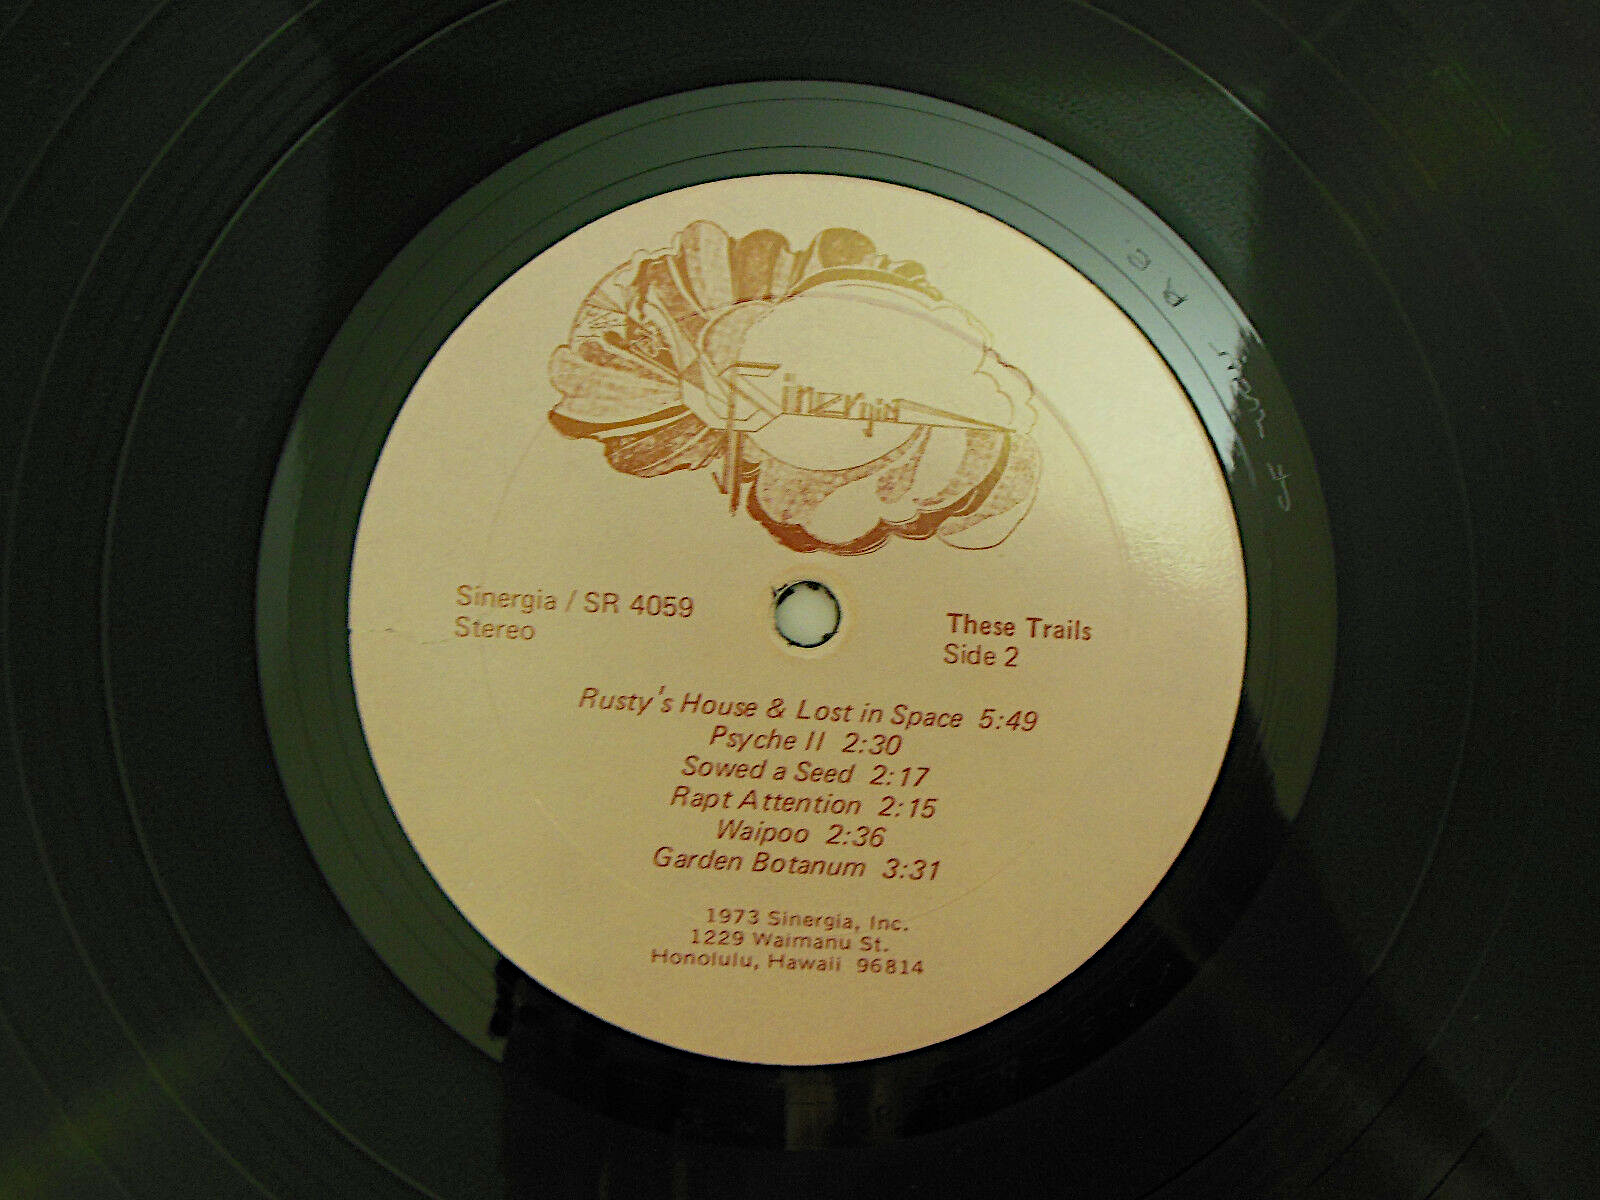 Sinergia
Sinergia / SR 4059
Stereo
These Trails
Side 2
Rusty's House & Lost in Space 5:49
Psyche II 2:30
Sowed a Seed 2:17
Rapt Attention 2:15
Waipoo 2:36
Garden Botanum 3:31
1973 Sinergia, Inc.
1229 Waimanu St.
Honolulu, Hawaii 96814